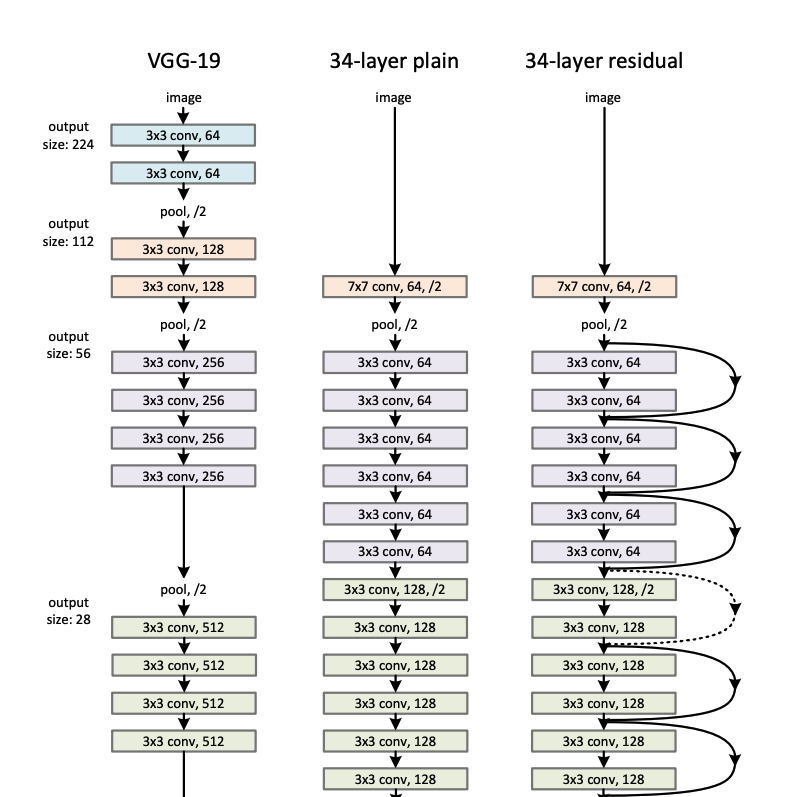 VGG-19
34-layer plain
34-layer residual
image
image
image
output
size: 224
3x3 conv, 64
3x3 conv, 64
pool, /2
output
size: 112
3x3 conv, 128
3x3 conv, 128
7x7 conv, 64, /2
7x7 conv, 64, /2
pool, /2
pool, /2
pool, /2
output
size: 56
3x3 conv, 256
3x3 conv, 64
3x3 conv, 64
3x3 conv, 256
3x3 conv, 64
3x3 conv, 64
3x3 conv, 256
3x3 conv, 64
3x3 conv, 64
3x3 conv, 256
3x3 conv, 64
3x3 conv, 64
3x3 conv, 64
3x3 conv, 64
3x3 conv, 64
3x3 conv, 64
pool, /2
3x3 conv, 128, /2
3x3 conv, 128, /2
output
size: 28
3x3 conv, 512
3x3 conv, 128
3x3 conv, 128
3x3 conv, 512
3x3 conv, 128
3x3 conv, 128
3x3 conv, 512
3x3 conv, 128
3x3 conv, 128
3x3 conv, 512
3x3 conv, 128
3x3 conv, 128
3x3 conv, 128
3x3 conv, 128